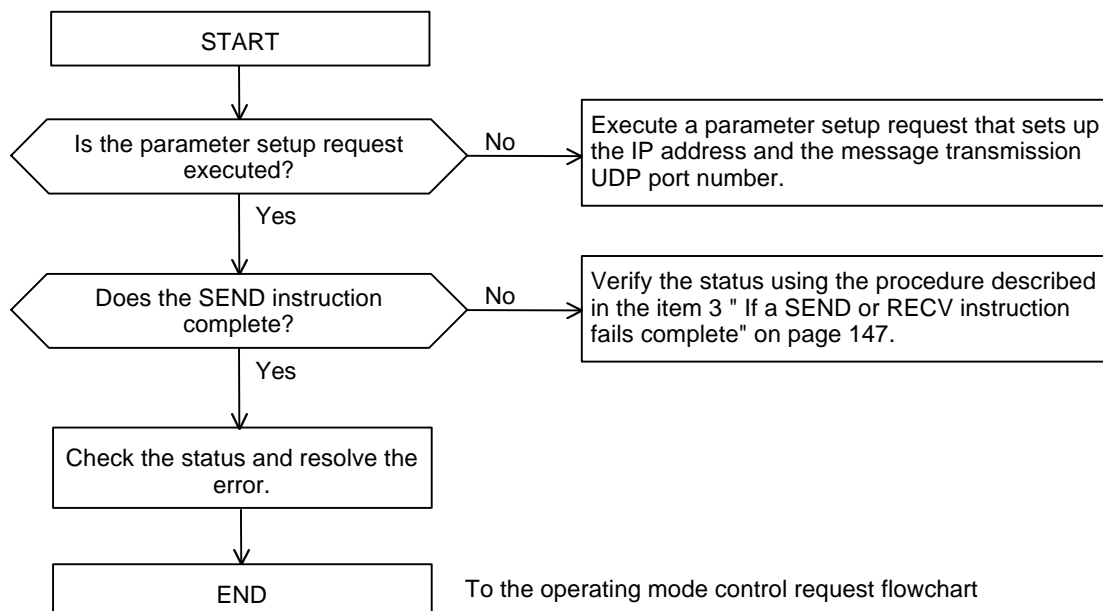 START
Is the parameter setup request
executed?
No
Execute a parameter setup request that sets up
the IP address and the message transmission
UDP port number.
Yes
Does the SEND instruction
complete?
No
Verify the status using the procedure described
in the item 3 " If a SEND or RECV instruction
fails complete" on page 147.
Yes
Check the status and resolve the
error.
END
To the operating mode control request flowchart